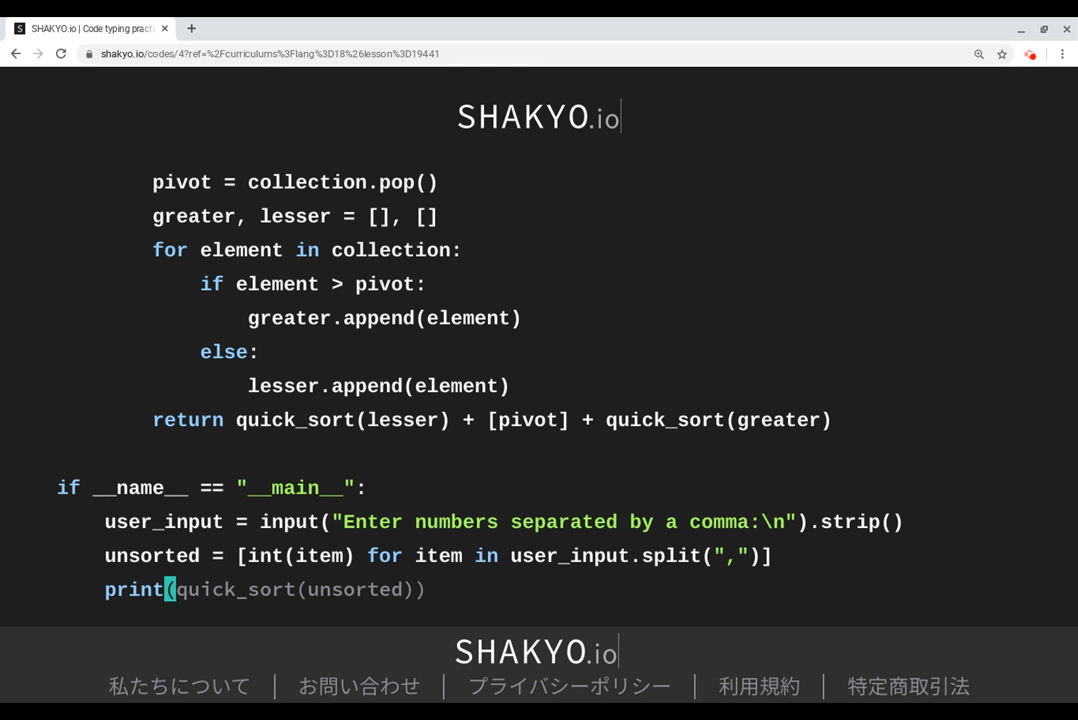 SHAKYO.io | Code typing practi
shakyo.io/codes/4?ref=%2Fcurriculums%3Flang%3D18%26lesson%3D19441
SHAKYO.io
pivot = collection.pop()
greater, lesser = [], []
for element in collection:
if element > pivot:
greater.append(element)
else:
lesser.append(element)
return quick_sort(lesser) + [pivot] + quick_sort(greater)
if __name__ == "__main__":
user_input = input("Enter numbers separated by a comma:\n").strip()
unsorted = [int(item) for item in user_input.split(",")]
print(quick_sort(unsorted))
SHAKYO.io
私たちについて | お問い合わせ | プライバシーポリシー | 利用規約 | 特定商取引法